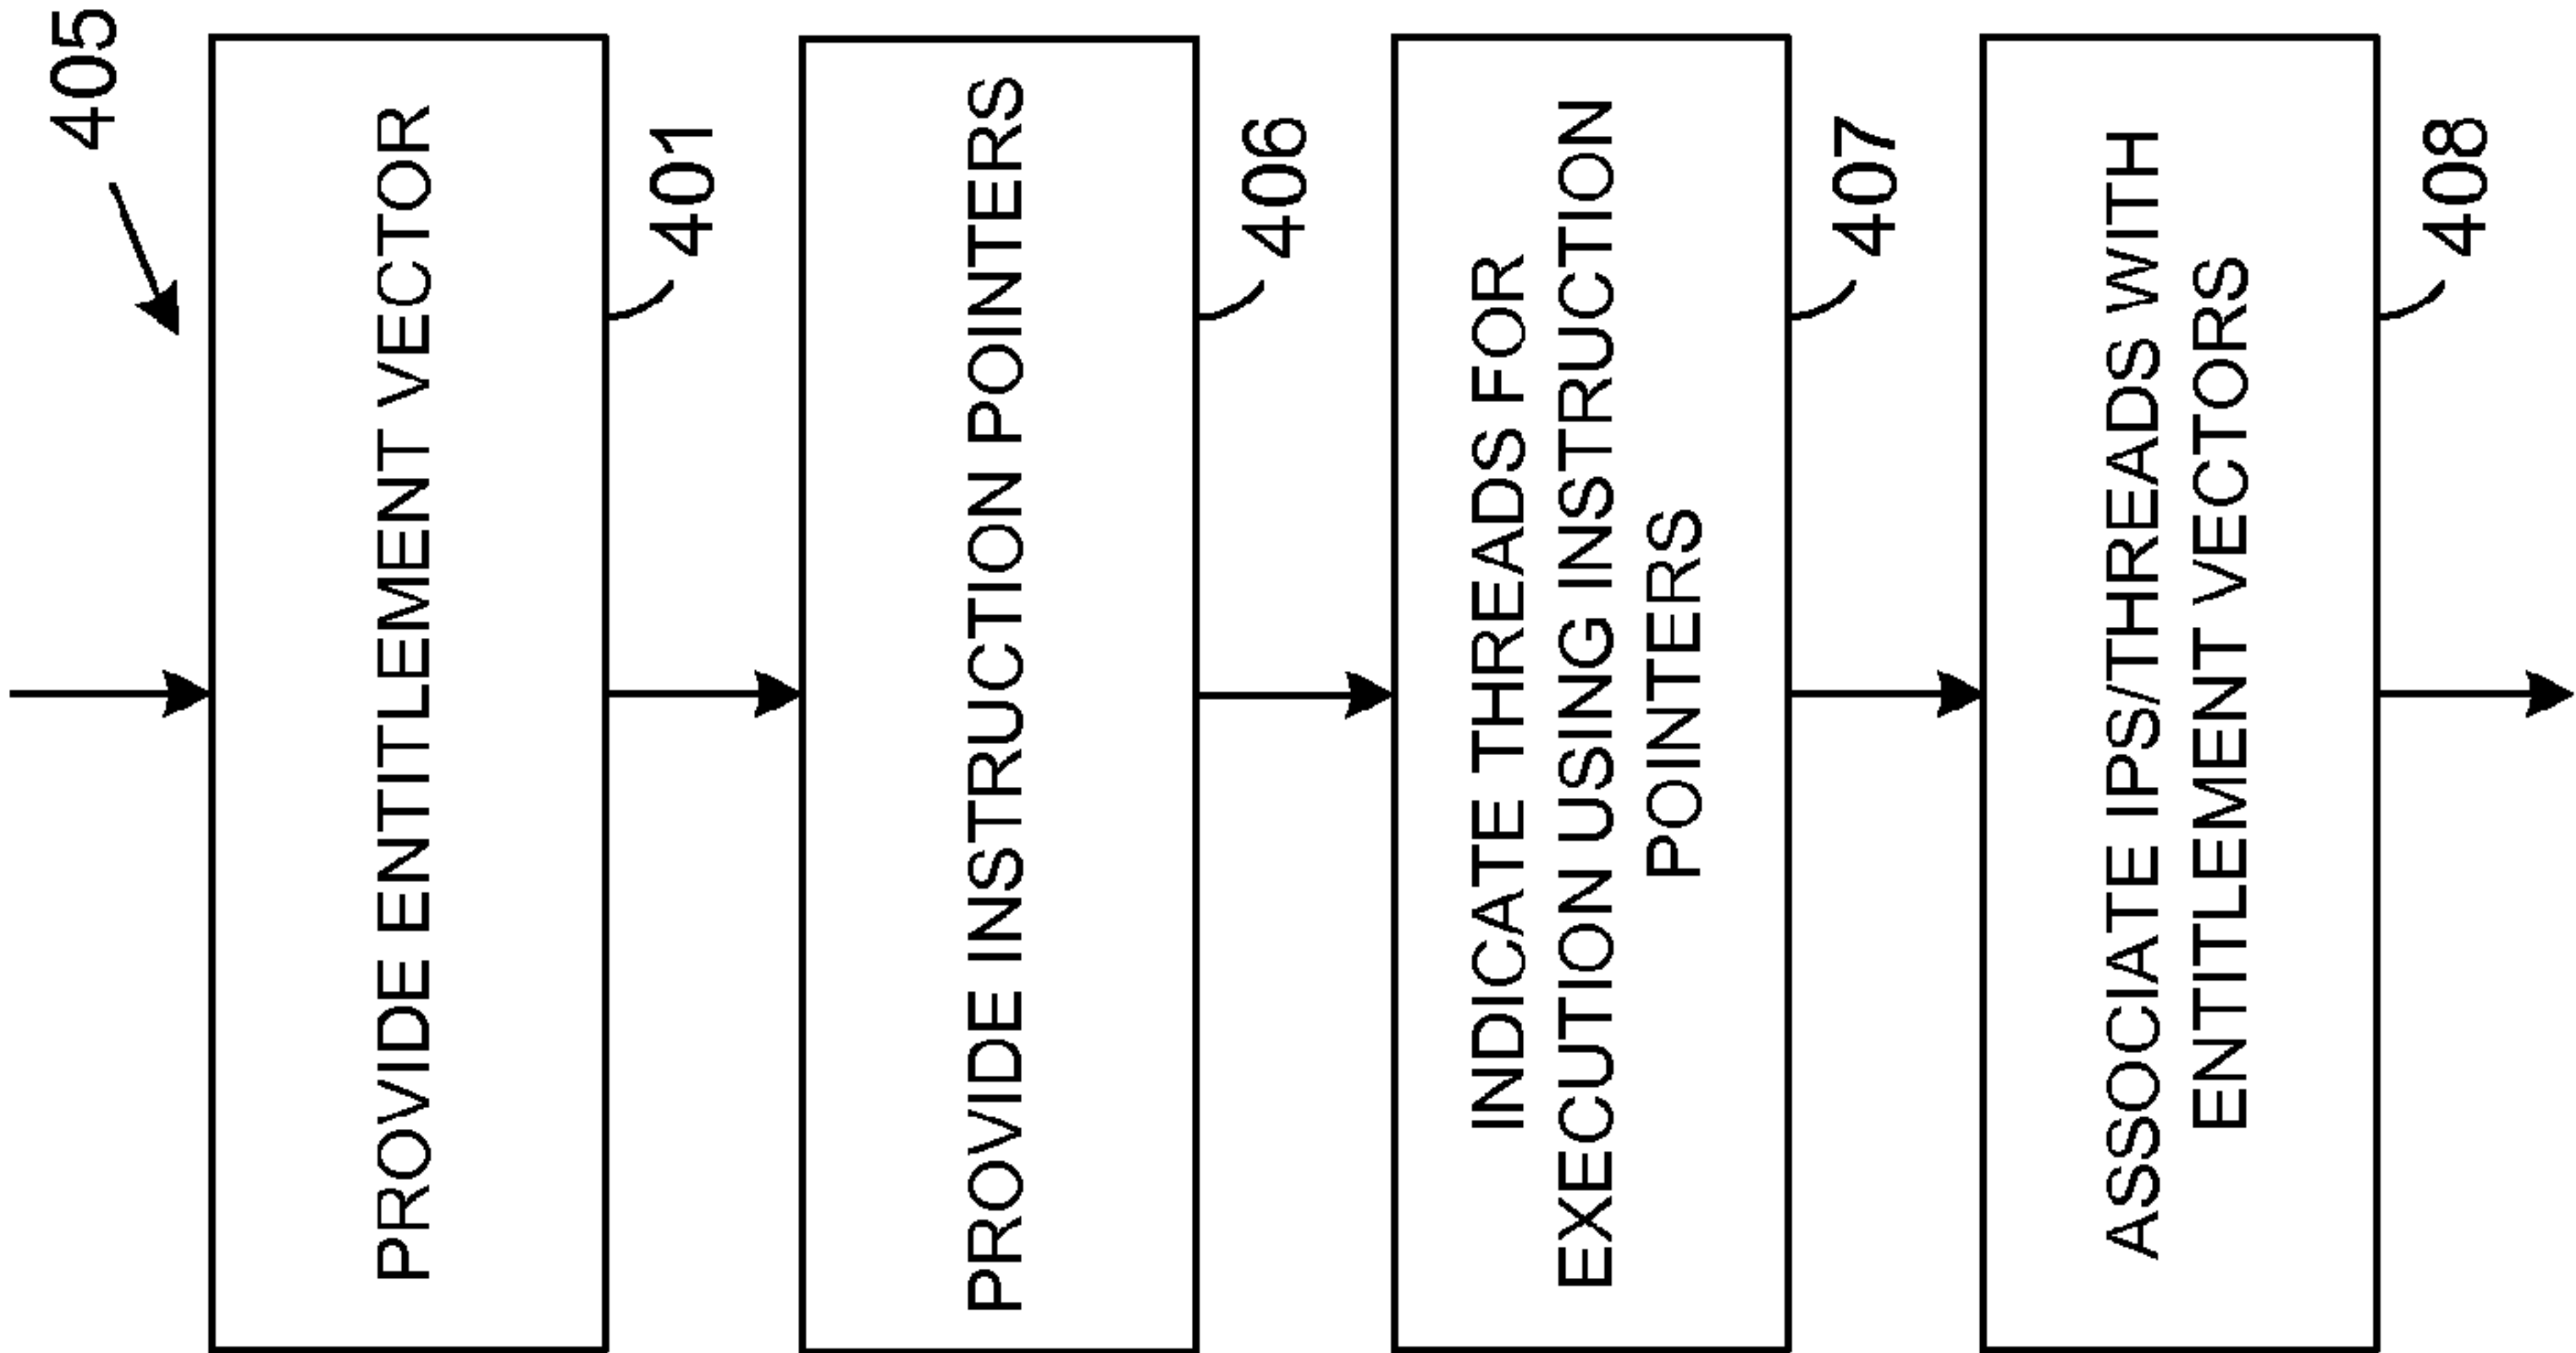 405
PROVIDE ENTITLEMENT VECTOR
401
PROVIDE INSTRUCTION POINTERS
406
INDICATE THREADS FOR
EXECUTION USING INSTRUCTION
POINTERS
407
ASSOCIATE IPS/THREADS WITH
ENTITLEMENT VECTORS
408